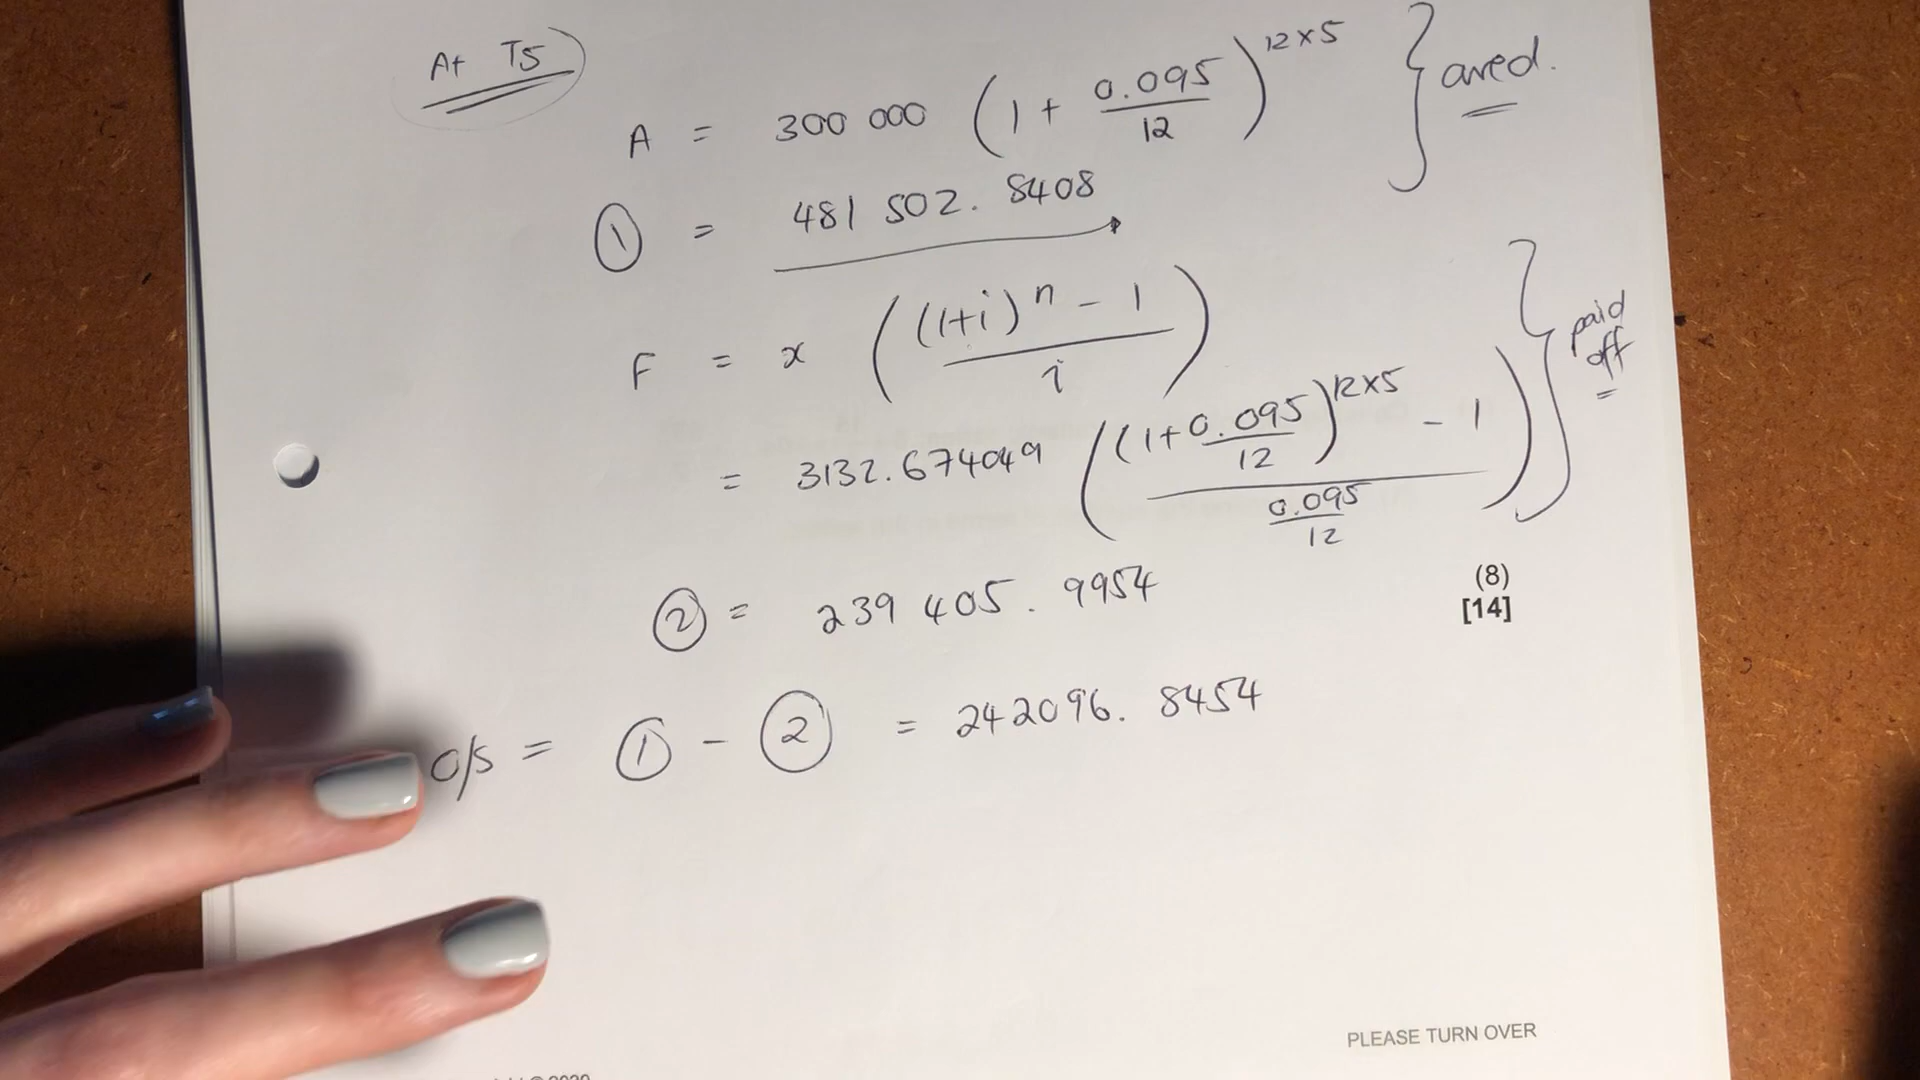 At T5
A = 300 000 (1 + 0.095/12)^12×5 } owed.
① = 481 502. 8408
F = x (((1+i)^n - 1)/i)
= 3132.674049 (((1+0.095/12)^12×5 - 1)/(0.095/12)) } paid off
② = 239 405. 9954
(8)
[14]
o/s = ① - ② = 242096. 8454
PLEASE TURN OVER